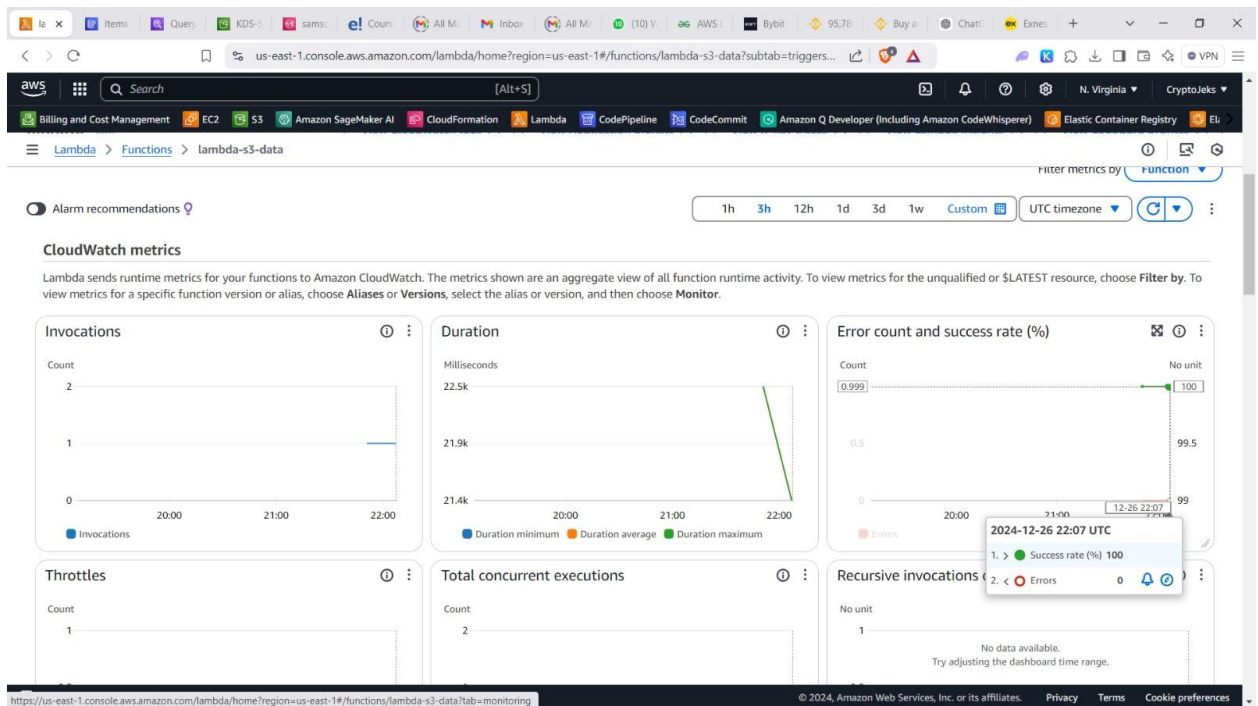 Items
Query
KDS-S
samsc
Cours
Inbox
(10)
AWS
Bybit
95,78
Buy a
Chat
Exnes
us-east-1.console.aws.amazon.com/lambda/home?region=us-east-1#/functions/lambda-s3-data?subtab=triggers...
VPN
aws
Search
[Alt+S]
N. Virginia
CryptoJeks
Billing and Cost Management
EC2
S3
Amazon SageMaker AI
CloudFormation
Lambda
CodePipeline
CodeCommit
Amazon Q Developer (Including Amazon CodeWhisperer)
Elastic Container Registry
Lambda > Functions > lambda-s3-data
Filter metrics by
Function
Alarm recommendations
1h 3h 12h 1d 3d 1w Custom
UTC timezone
CloudWatch metrics
Lambda sends runtime metrics for your functions to Amazon CloudWatch. The metrics shown are an aggregate view of all function runtime activity. To view metrics for the unqualified or $LATEST resource, choose Filter by. To
view metrics for a specific function version or alias, choose Aliases or Versions, select the alias or version, and then choose Monitor.
Invocations
Count
2
1
0
20:00 21:00 22:00
Invocations
Duration
Milliseconds
22.5k
21.9k
21.4k
20:00 21:00 22:00
Duration minimum Duration average Duration maximum
Error count and success rate (%)
Count No unit
0.999 100
0.5 99.5
0 99
12-26 22:07
20:00 21:00
Errors
2024-12-26 22:07 UTC
1. > Success rate (%) 100
2. < Errors 0
Throttles
Count
1
Total concurrent executions
Count
2
Recursive invocations
No unit
1
No data available.
Try adjusting the dashboard time range.
https://us-east-1.console.aws.amazon.com/lambda/home?region=us-east-1#/functions/lambda-s3-data?tab=monitoring
© 2024, Amazon Web Services, Inc. or its affiliates. Privacy Terms Cookie preferences